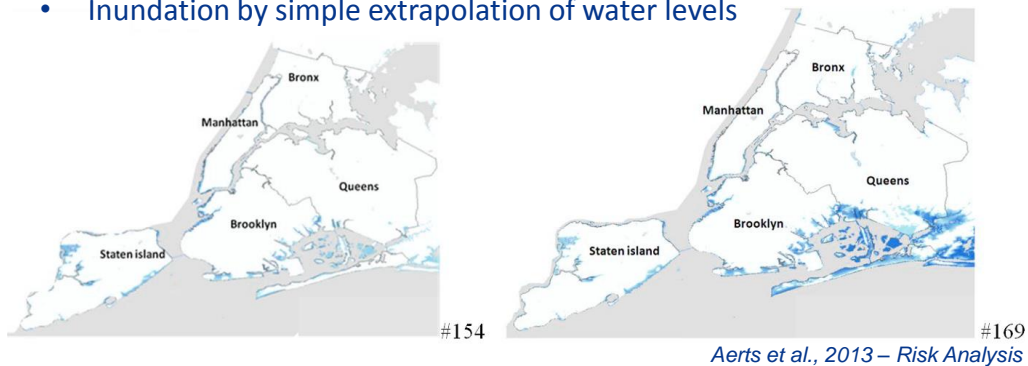 • Inundation by simple extrapolation of water levels
Bronx
Manhattan
Queens
Brooklyn
Staten island
#154
Bronx
Manhattan
Queens
Brooklyn
Staten island
#169
Aerts et al., 2013 – Risk Analysis